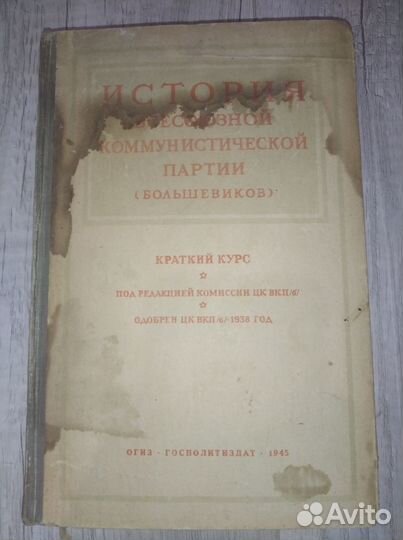 ИСТОРИЯ
ВСЕСОЮЗНОЙ
КОММУНИСТИЧЕСКОЙ
ПАРТИИ
(БОЛЬШЕВИКОВ)
КРАТКИЙ КУРС
ПОД РЕДАКЦИЕЙ КОМИССИИ ЦК ВКП/б/
ОДОБРЕН ЦК ВКП/б/·1938 ГОД
ОГИЗ · ГОСПОЛИТИЗДАТ · 1945
Avito